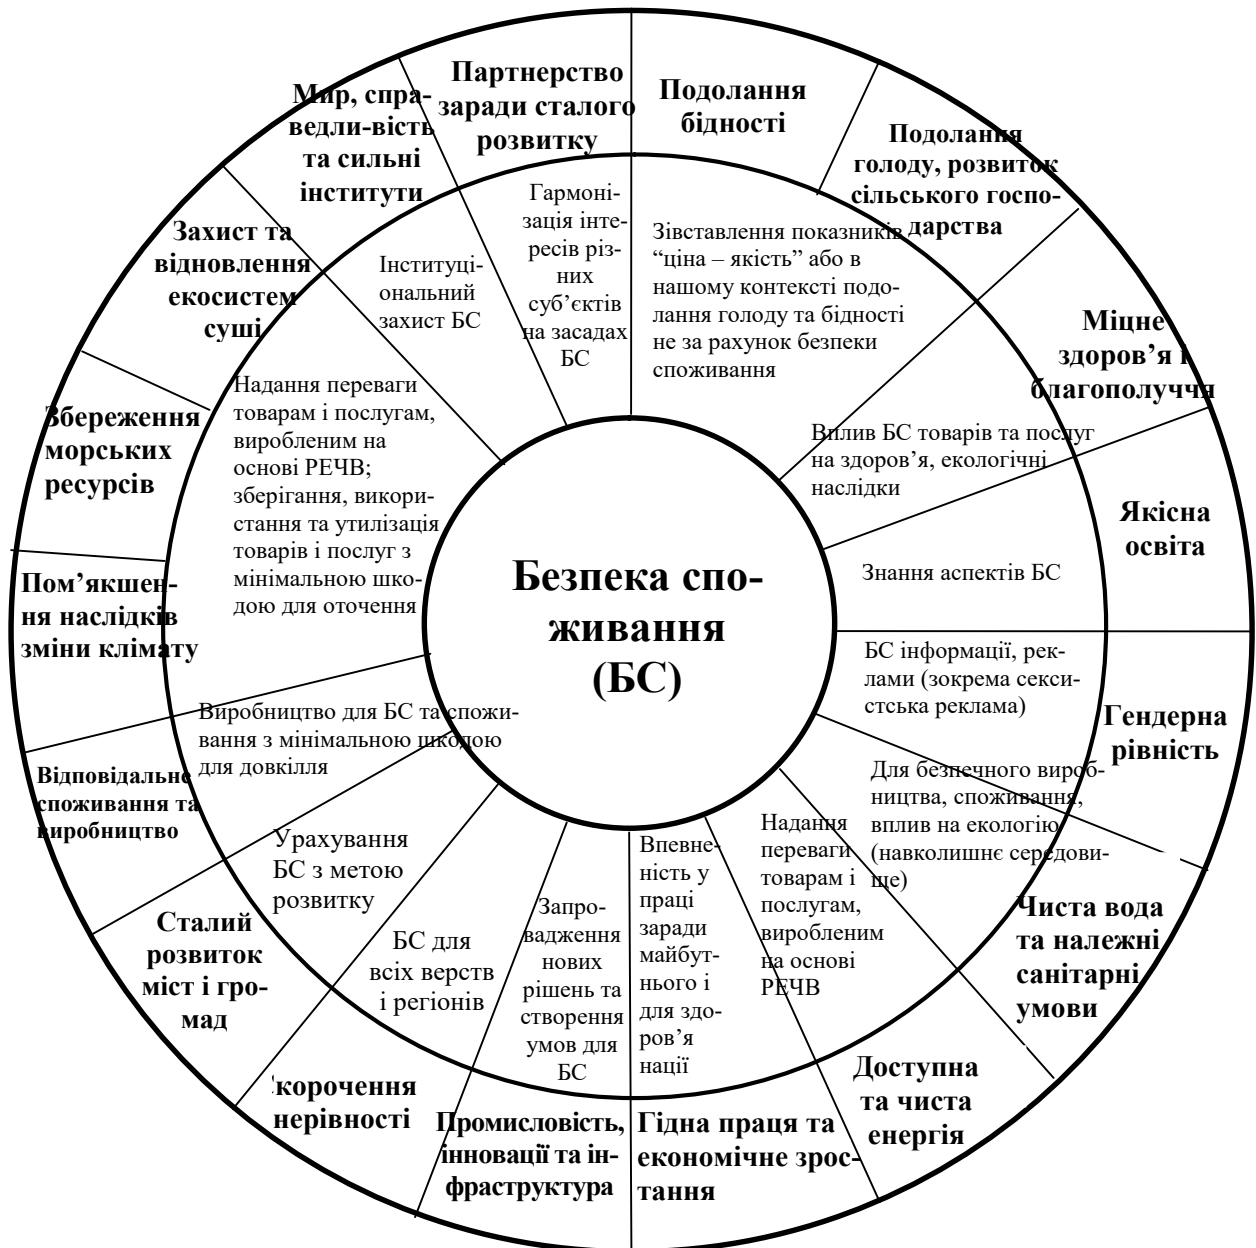 Партнерство
заради сталого
розвитку
Подолання
бідності
Подолання
голоду, розвиток
сільського госпо-
дарства
Міцне
здоров’я і
благополуччя
Якісна
освіта
Гендерна
рівність
Чиста вода
та належні
санітарні
умови
Доступна
та чиста
енергія
Гідна праця та
економічне зрос-
тання
Промисловість,
інновації та ін-
фраструктура
Скорочення
нерівності
Сталий
розвиток
міст і гро-
мад
Відповідальне
споживання та
виробництво
Пом’якшен-
ня наслідків
зміни клімату
Збереження
морських
ресурсів
Захист та
відновлення
екосистем
суші
Мир, спра-
ведли-вість
та сильні
інститути
Гармоні-
зація інте-
ресів різ-
них
суб’єктів
на засадах
БС
Зівставлення показників
“ціна – якість” або в
нашому контексті подо-
лання голоду та бідності
не за рахунок безпеки
споживання
Вплив БС товарів та послуг
на здоров’я, екологічні
наслідки
Знання аспектів БС
БС інформації, рек-
лами (зокрема секси-
стська реклама)
Для безпечного вироб-
ництва, споживання,
вплив на екологію
(навколишнє середови-
ще)
Надання
переваги
товарам і
послугам,
виробленим
на основі
РЕЧВ
Впевне-
ність у
праці
заради
майбут-
нього і
для здо-
ров’я
нації
Запро-
вадження
нових
рішень та
створення
умов для
БС
БС для
всіх верств
і регіонів
Урахування
БС з метою
розвитку
Виробництво для БС та спожи-
вання з мінімальною шкодою
для довкілля
Надання переваги
товарам і послугам,
виробленим на
основі РЕЧВ;
зберігання, викори-
стання та утилізація
товарів і послуг з
мінімальною шко-
дою для оточення
Інституці-
ональний
захист БС
Безпека спо-
живання
(БС)